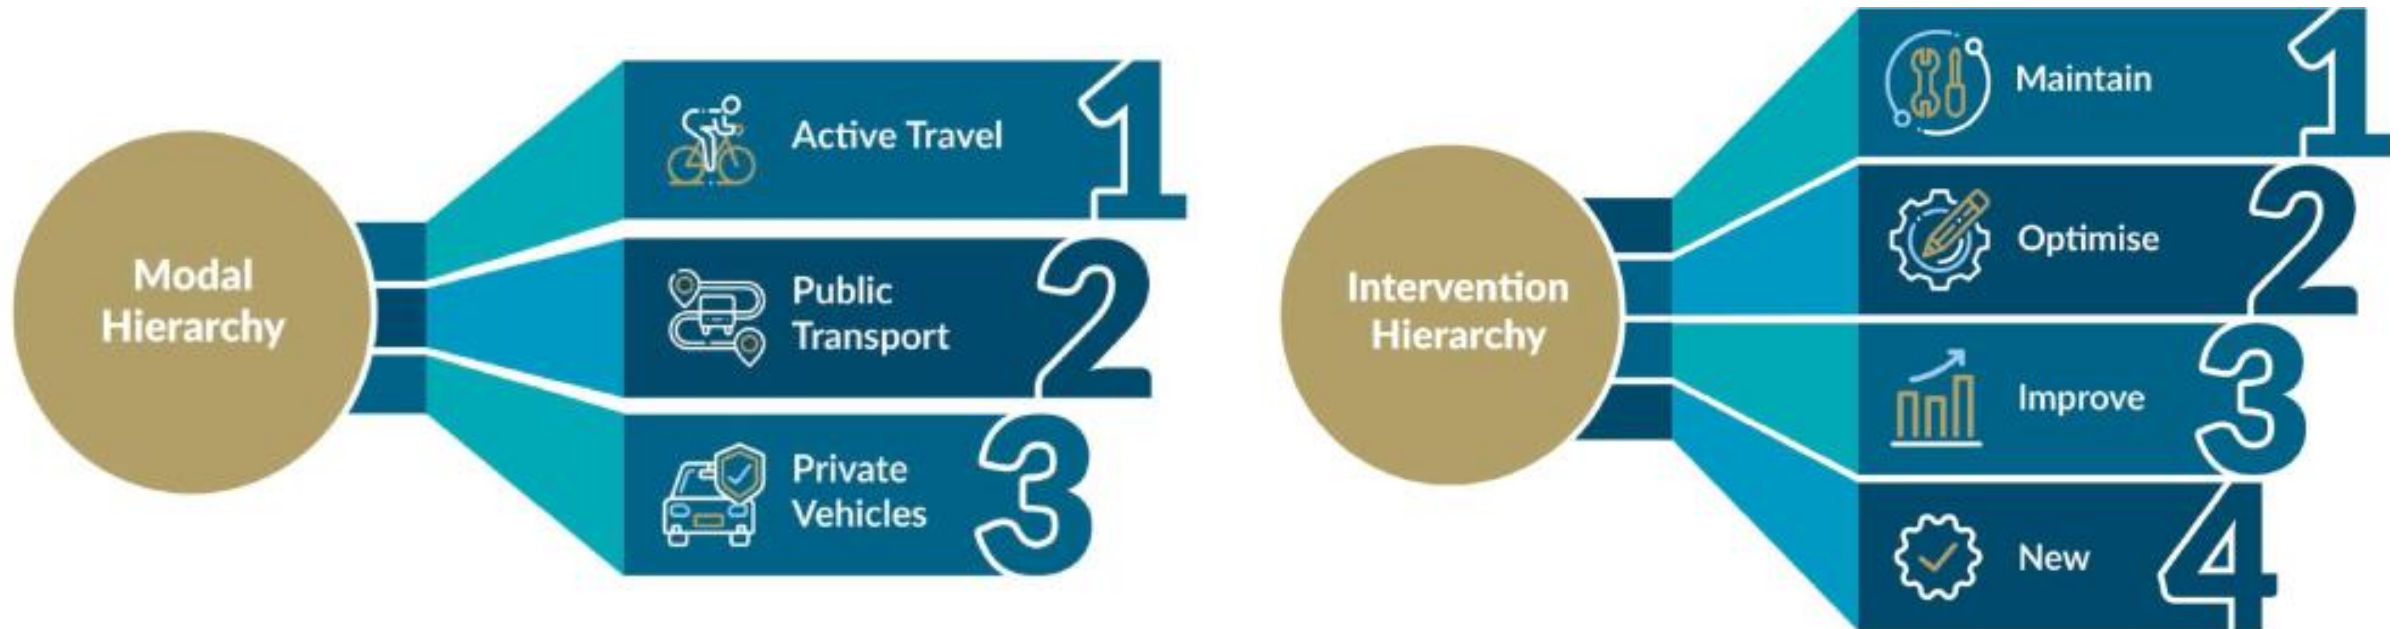 Modal
Hierarchy
Active Travel
1
Public
Transport
2
Private
Vehicles
3
Intervention
Hierarchy
Maintain
1
Optimise
2
Improve
3
New
4